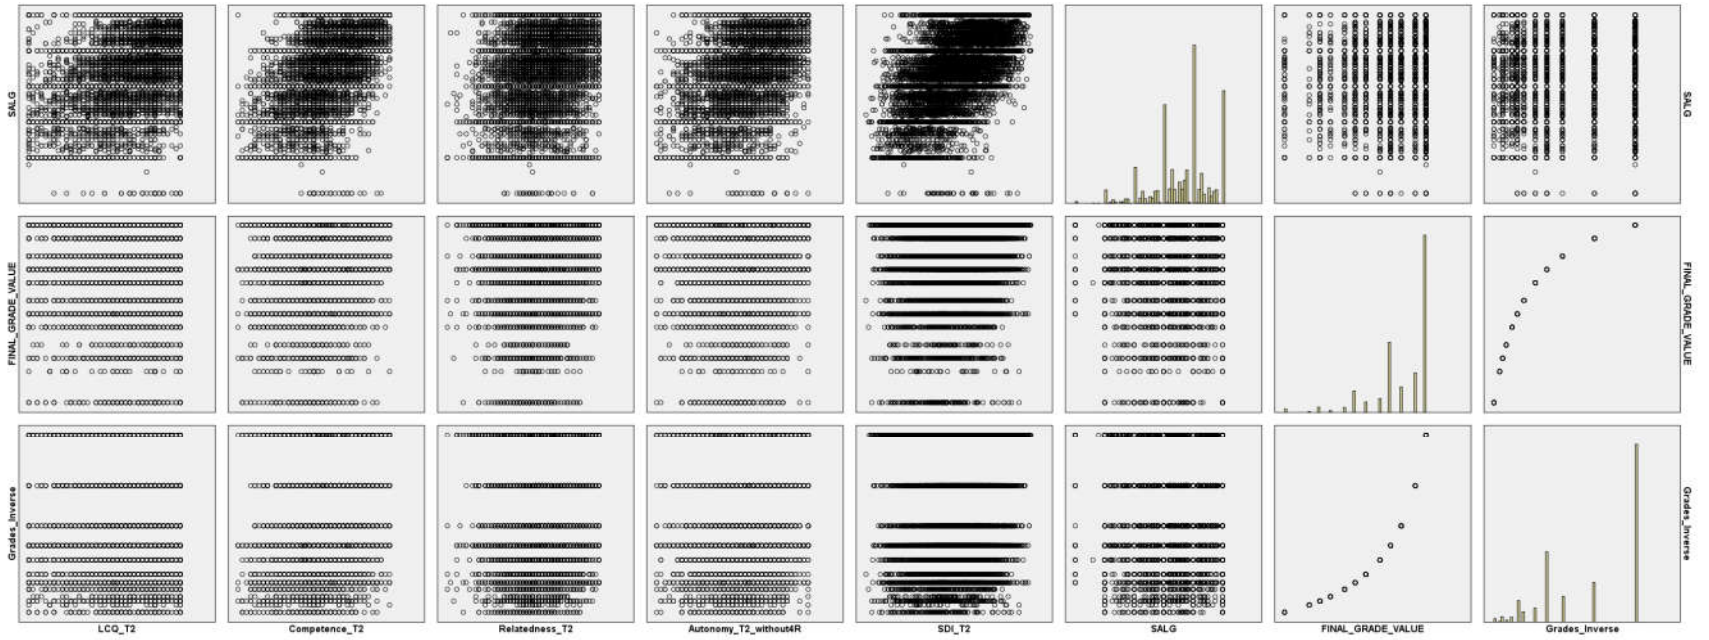 SALG
SALG
FINAL_GRADE_VALUE
FINAL_GRADE_VALUE
Grades_Inverse
Grades_Inverse
LCQ_T2 Competence_T2 Relatedness_T2 Autonomy_T2_without4R SDI_T2 SALG FINAL_GRADE_VALUE Grades_Inverse